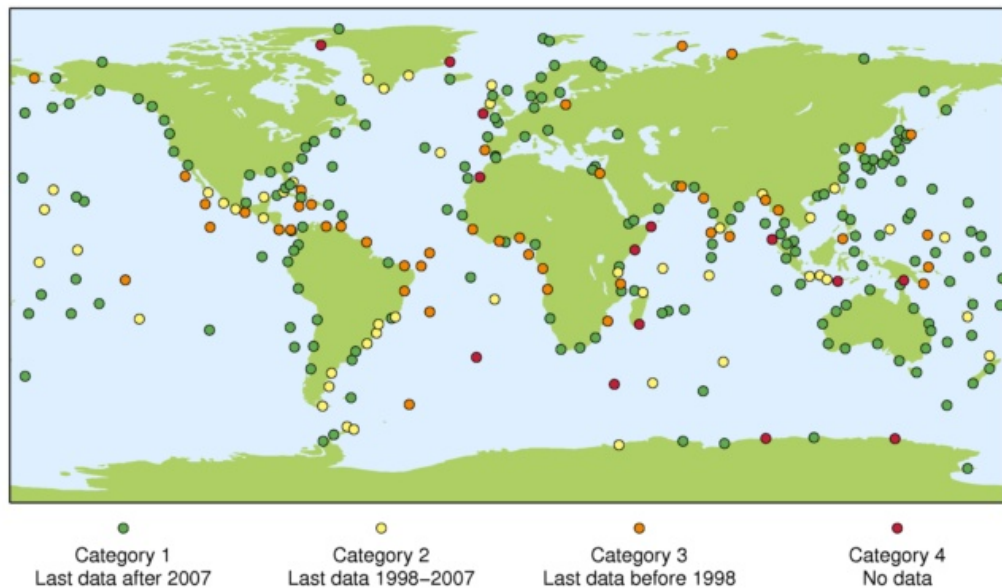 Category 1
Last data after 2007
Category 2
Last data 1998–2007
Category 3
Last data before 1998
Category 4
No data